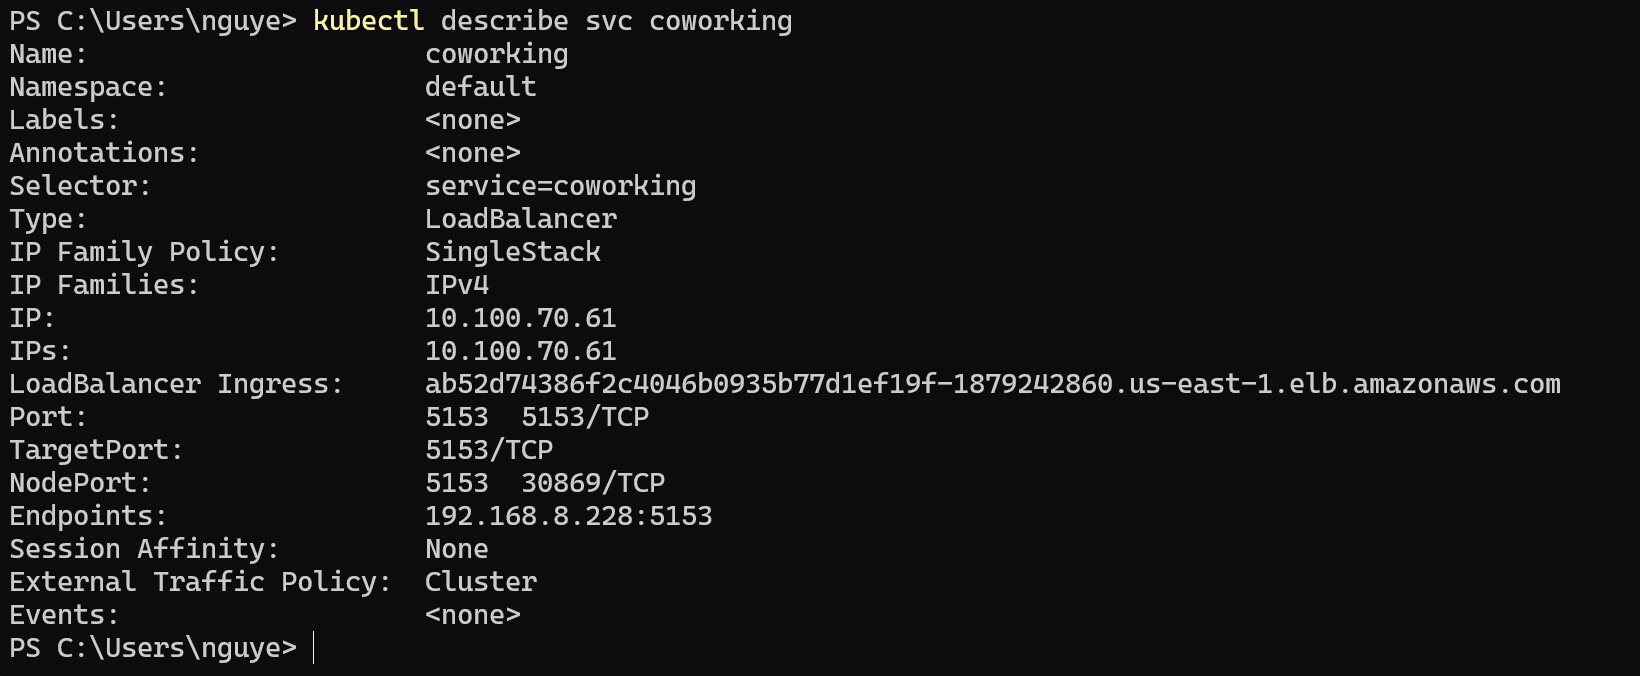 PS C:\Users\nguye> kubectl describe svc coworking
Name:                     coworking
Namespace:                default
Labels:                   <none>
Annotations:              <none>
Selector:                 service=coworking
Type:                     LoadBalancer
IP Family Policy:         SingleStack
IP Families:              IPv4
IP:                       10.100.70.61
IPs:                      10.100.70.61
LoadBalancer Ingress:     ab52d74386f2c4046b0935b77d1ef19f-1879242860.us-east-1.elb.amazonaws.com
Port:                     5153  5153/TCP
TargetPort:               5153/TCP
NodePort:                 5153  30869/TCP
Endpoints:                192.168.8.228:5153
Session Affinity:         None
External Traffic Policy:  Cluster
Events:                   <none>
PS C:\Users\nguye>